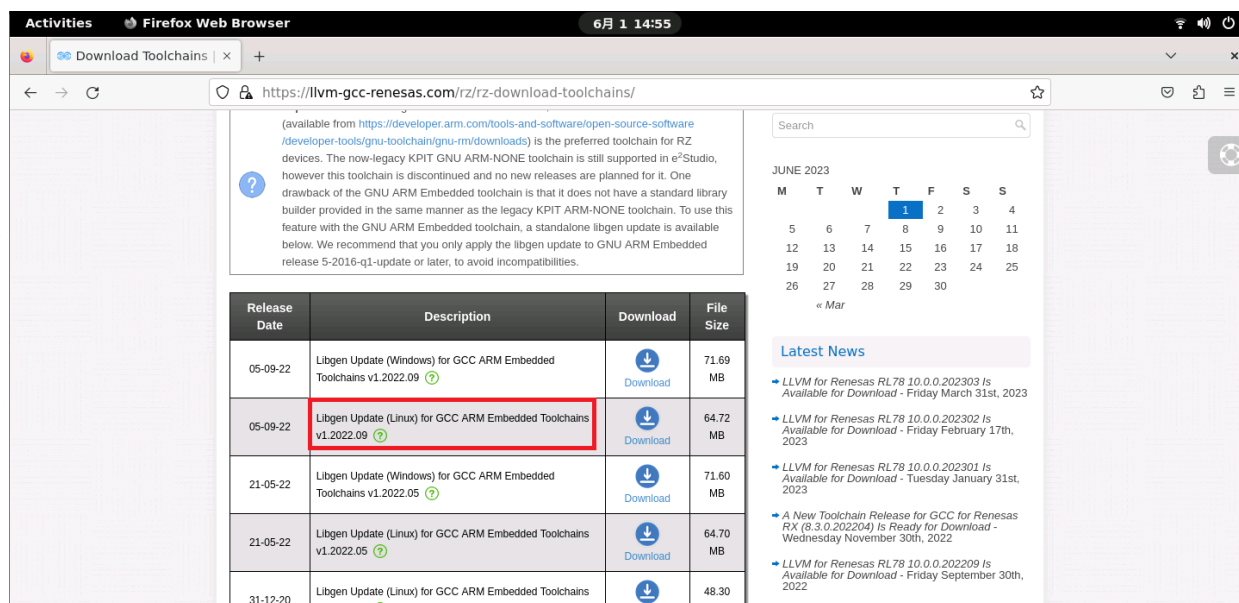 Activities
Firefox Web Browser
6月 1 14:55
Download Toolchains |
https://llvm-gcc-renesas.com/rz/rz-download-toolchains/
(available from https://developer.arm.com/tools-and-software/open-source-software
/developer-tools/gnu-toolchain/gnu-rm/downloads) is the preferred toolchain for RZ
devices. The now-legacy KPIT GNU ARM-NONE toolchain is still supported in e²Studio,
however this toolchain is discontinued and no new releases are planned for it. One
drawback of the GNU ARM Embedded toolchain is that it does not have a standard library
builder provided in the same manner as the legacy KPIT ARM-NONE toolchain. To use this
feature with the GNU ARM Embedded toolchain, a standalone libgen update is available
below. We recommend that you only apply the libgen update to GNU ARM Embedded
release 5-2016-q1-update or later, to avoid incompatibilities.
Release Date Description Download File Size
05-09-22 Libgen Update (Windows) for GCC ARM Embedded
Toolchains v1.2022.09 Download 71.69 MB
05-09-22 Libgen Update (Linux) for GCC ARM Embedded Toolchains
v1.2022.09 Download 64.72 MB
21-05-22 Libgen Update (Windows) for GCC ARM Embedded
Toolchains v1.2022.05 Download 71.60 MB
21-05-22 Libgen Update (Linux) for GCC ARM Embedded Toolchains
v1.2022.05 Download 64.70 MB
31-12-20 Libgen Update (Linux) for GCC ARM Embedded Toolchains 48.30
Search
JUNE 2023
M T W T F S S
1 2 3 4
5 6 7 8 9 10 11
12 13 14 15 16 17 18
19 20 21 22 23 24 25
26 27 28 29 30
« Mar
Latest News
LLVM for Renesas RL78 10.0.0.202303 Is
Available for Download - Friday March 31st, 2023
LLVM for Renesas RL78 10.0.0.202302 Is
Available for Download - Friday February 17th,
2023
LLVM for Renesas RL78 10.0.0.202301 Is
Available for Download - Tuesday January 31st,
2023
A New Toolchain Release for GCC for Renesas
RX (8.3.0.202204) Is Ready for Download -
Wednesday November 30th, 2022
LLVM for Renesas RL78 10.0.0.202209 Is
Available for Download - Friday September 30th,
2022